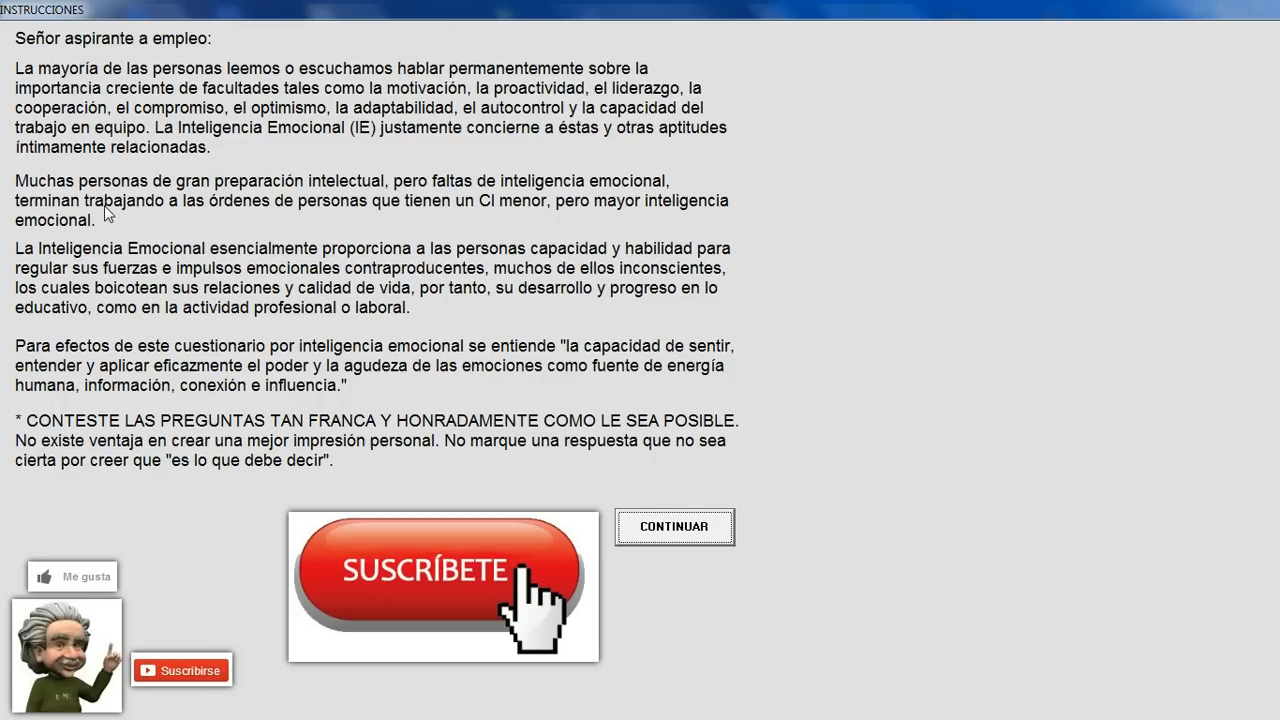 INSTRUCCIONES
Señor aspirante a empleo:
La mayoría de las personas leemos o escuchamos hablar permanentemente sobre la
importancia creciente de facultades tales como la motivación, la proactividad, el liderazgo, la
cooperación, el compromiso, el optimismo, la adaptabilidad, el autocontrol y la capacidad del
trabajo en equipo. La Inteligencia Emocional (IE) justamente concierne a éstas y otras aptitudes
íntimamente relacionadas.
Muchas personas de gran preparación intelectual, pero faltas de inteligencia emocional,
terminan trabajando a las órdenes de personas que tienen un CI menor, pero mayor inteligencia
emocional.
La Inteligencia Emocional esencialmente proporciona a las personas capacidad y habilidad para
regular sus fuerzas e impulsos emocionales contraproducentes, muchos de ellos inconscientes,
los cuales boicotean sus relaciones y calidad de vida, por tanto, su desarrollo y progreso en lo
educativo, como en la actividad profesional o laboral.
Para efectos de este cuestionario por inteligencia emocional se entiende "la capacidad de sentir,
entender y aplicar eficazmente el poder y la agudeza de las emociones como fuente de energía
humana, información, conexión e influencia."
* CONTESTE LAS PREGUNTAS TAN FRANCA Y HONRADAMENTE COMO LE SEA POSIBLE.
No existe ventaja en crear una mejor impresión personal. No marque una respuesta que no sea
cierta por creer que "es lo que debe decir".
CONTINUAR
SUSCRÍBETE
Me gusta
Suscribirse